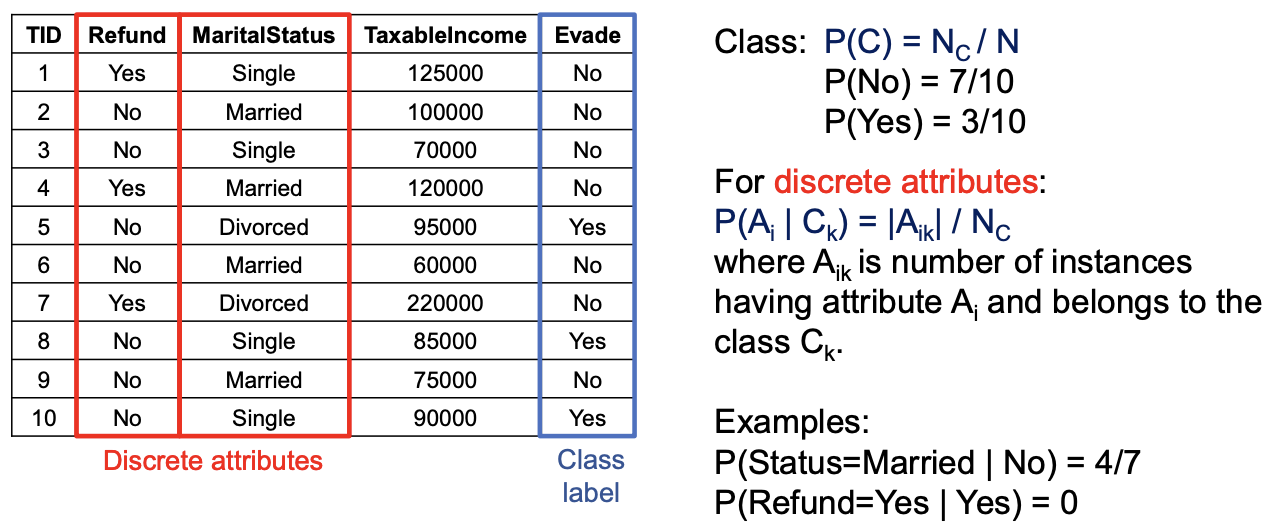 TID Refund MaritalStatus TaxableIncome Evade
1 Yes Single 125000 No
2 No Married 100000 No
3 No Single 70000 No
4 Yes Married 120000 No
5 No Divorced 95000 Yes
6 No Married 60000 No
7 Yes Divorced 220000 No
8 No Single 85000 Yes
9 No Married 75000 No
10 No Single 90000 Yes
Discrete attributes
Class
label
Class: P(C) = N_C / N
P(No) = 7/10
P(Yes) = 3/10
For discrete attributes:
P(A_i | C_k) = |A_ik| / N_C
where A_ik is number of instances
having attribute A_i and belongs to the
class C_k.
Examples:
P(Status=Married | No) = 4/7
P(Refund=Yes | Yes) = 0